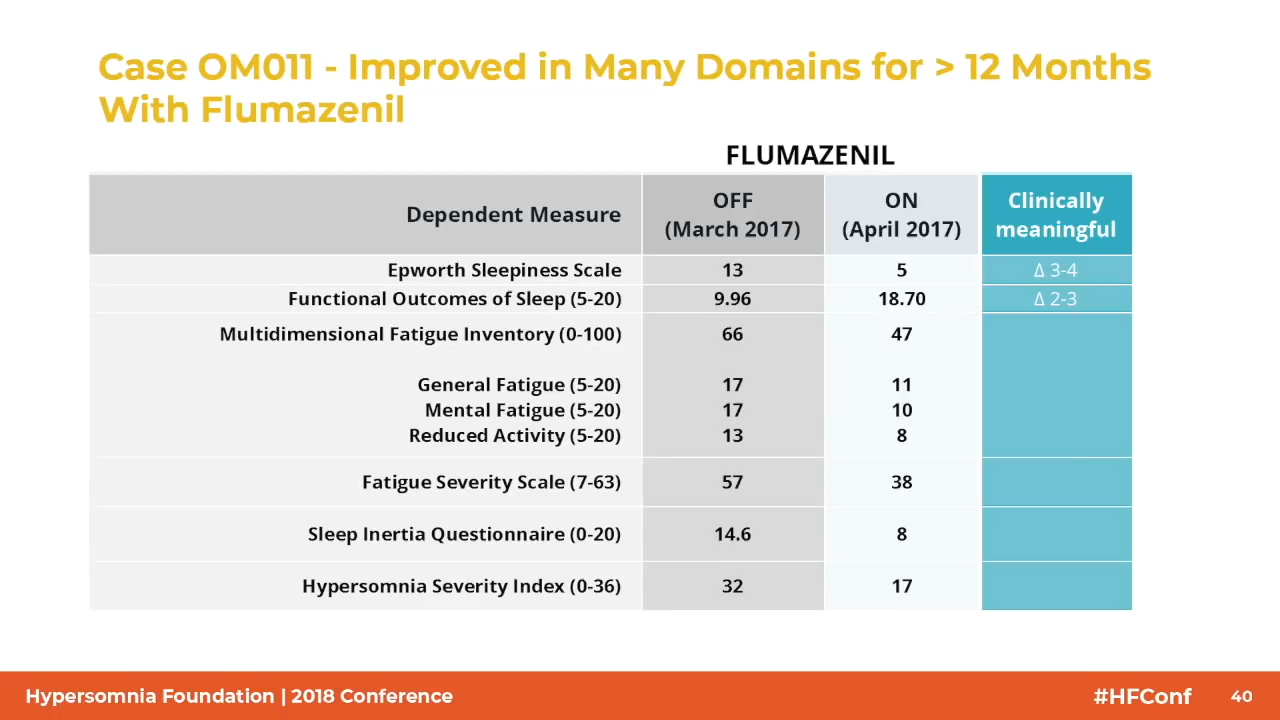 Case OM011 - Improved in Many Domains for > 12 Months
With Flumazenil
FLUMAZENIL
Dependent Measure OFF (March 2017) ON (April 2017) Clinically meaningful
Epworth Sleepiness Scale 13 5 Δ 3-4
Functional Outcomes of Sleep (5-20) 9.96 18.70 Δ 2-3
Multidimensional Fatigue Inventory (0-100) 66 47
General Fatigue (5-20) 17 11
Mental Fatigue (5-20) 17 10
Reduced Activity (5-20) 13 8
Fatigue Severity Scale (7-63) 57 38
Sleep Inertia Questionnaire (0-20) 14.6 8
Hypersomnia Severity Index (0-36) 32 17
Hypersomnia Foundation | 2018 Conference #HFConf 40